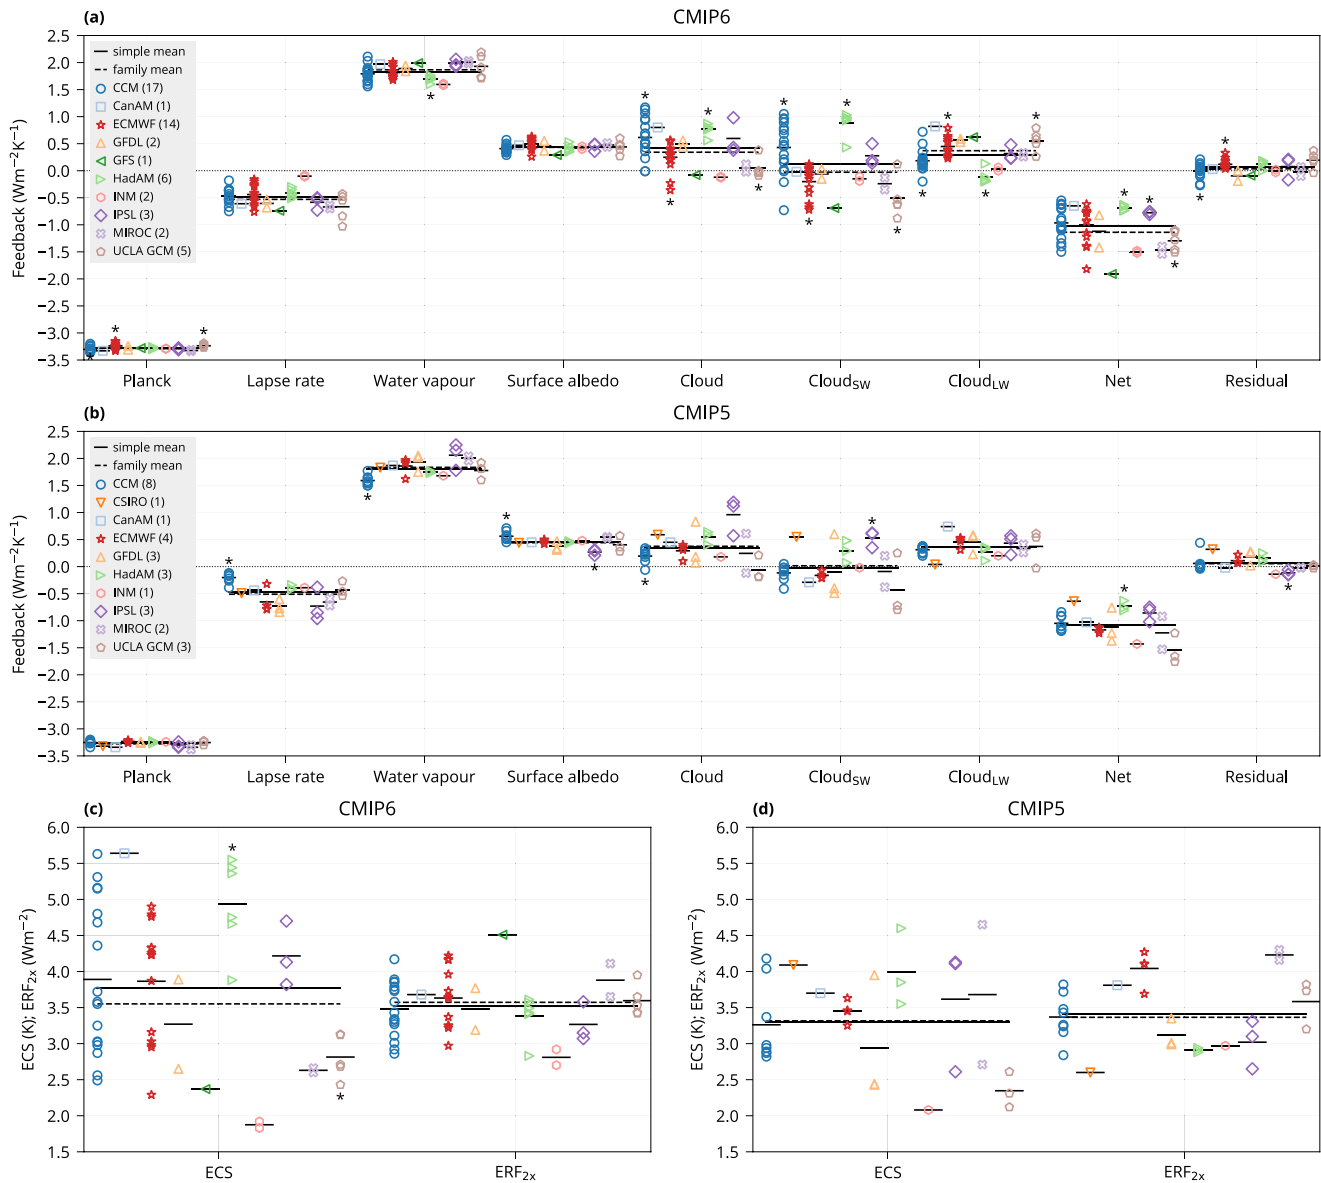 (a)
CMIP6
Feedback (Wm⁻²K⁻¹)
2.5
2.0
1.5
1.0
0.5
0.0
−0.5
−1.0
−1.5
−2.0
−2.5
−3.0
−3.5
simple mean
family mean
CCM (17)
CanAM (1)
ECMWF (14)
GFDL (2)
GFS (1)
HadAM (6)
INM (2)
IPSL (3)
MIROC (2)
UCLA GCM (5)
Planck Lapse rate Water vapour Surface albedo Cloud Cloud_SW Cloud_LW Net Residual
(b)
CMIP5
Feedback (Wm⁻²K⁻¹)
2.5
2.0
1.5
1.0
0.5
0.0
−0.5
−1.0
−1.5
−2.0
−2.5
−3.0
−3.5
simple mean
family mean
CCM (8)
CSIRO (1)
CanAM (1)
ECMWF (4)
GFDL (3)
HadAM (3)
INM (1)
IPSL (3)
MIROC (2)
UCLA GCM (3)
Planck Lapse rate Water vapour Surface albedo Cloud Cloud_SW Cloud_LW Net Residual
(c)
CMIP6
ECS (K); ERF₂ₓ (Wm⁻²)
6.0
5.5
5.0
4.5
4.0
3.5
3.0
2.5
2.0
1.5
ECS ERF₂ₓ
(d)
CMIP5
ECS (K); ERF₂ₓ (Wm⁻²)
6.0
5.5
5.0
4.5
4.0
3.5
3.0
2.5
2.0
1.5
ECS ERF₂ₓ